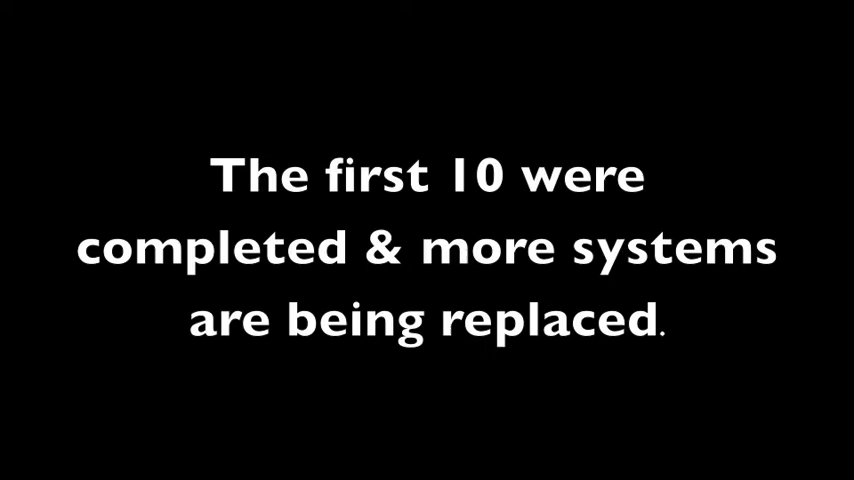 The first 10 were
completed & more systems
are being replaced.